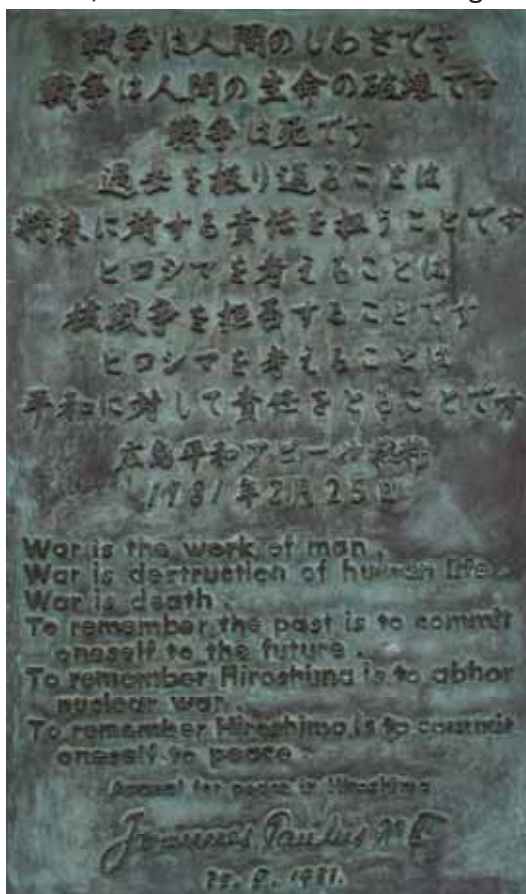 戦争は人間のしわざです
戦争は人間の生命の破壊です
戦争は死です
過去を振り返ることは
将来に対する責任を担うことです
ヒロシマを考えることは
核戦争を拒否することです
ヒロシマを考えることは
平和に対して責任をとることです
広島平和アピール
1981年2月25日
War is the work of man.
War is destruction of human life.
War is death.
To remember the past is to commit
oneself to the future.
To remember Hiroshima is to abhor
nuclear war.
To remember Hiroshima is to commit
oneself to peace.
Appeal for peace in Hiroshima
Joannes Paulus PP. II
25. 2. 1981.